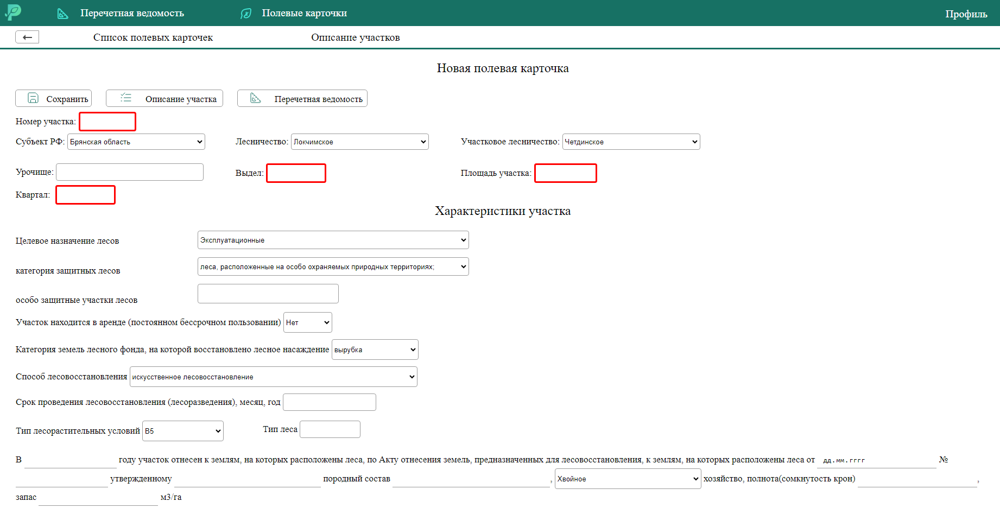 Перечетная ведомость Полевые карточки Профиль
← Список полевых карточек Описание участков
Новая полевая карточка
Сохранить Описание участка Перечетная ведомость
Номер участка:
Субъект РФ: Брянская область Лесничество: Локчимское Участковое лесничество: Четдинское
Урочище: Выдел: Площадь участка:
Квартал:
Характеристики участка
Целевое назначение лесов Эксплуатационные
категория защитных лесов леса, расположенные на особо охраняемых природных территориях;
особо защитные участки лесов
Участок находится в аренде (постоянном бессрочном пользовании) Нет
Категория земель лесного фонда, на которой восстановлено лесное насаждение вырубка
Способ лесовосстановления искусственное лесовосстановление
Срок проведения лесовосстановления (лесоразведения), месяц, год
Тип лесорастительных условий В5 Тип леса
В году участок отнесен к землям, на которых расположены леса, по Акту отнесения земель, предназначенных для лесовосстановления, к землям, на которых расположены леса от дд.мм.гггг №
утвержденному породный состав , Хвойное хозяйство, полнота(сомкнутость крон) ,
запас м3/га